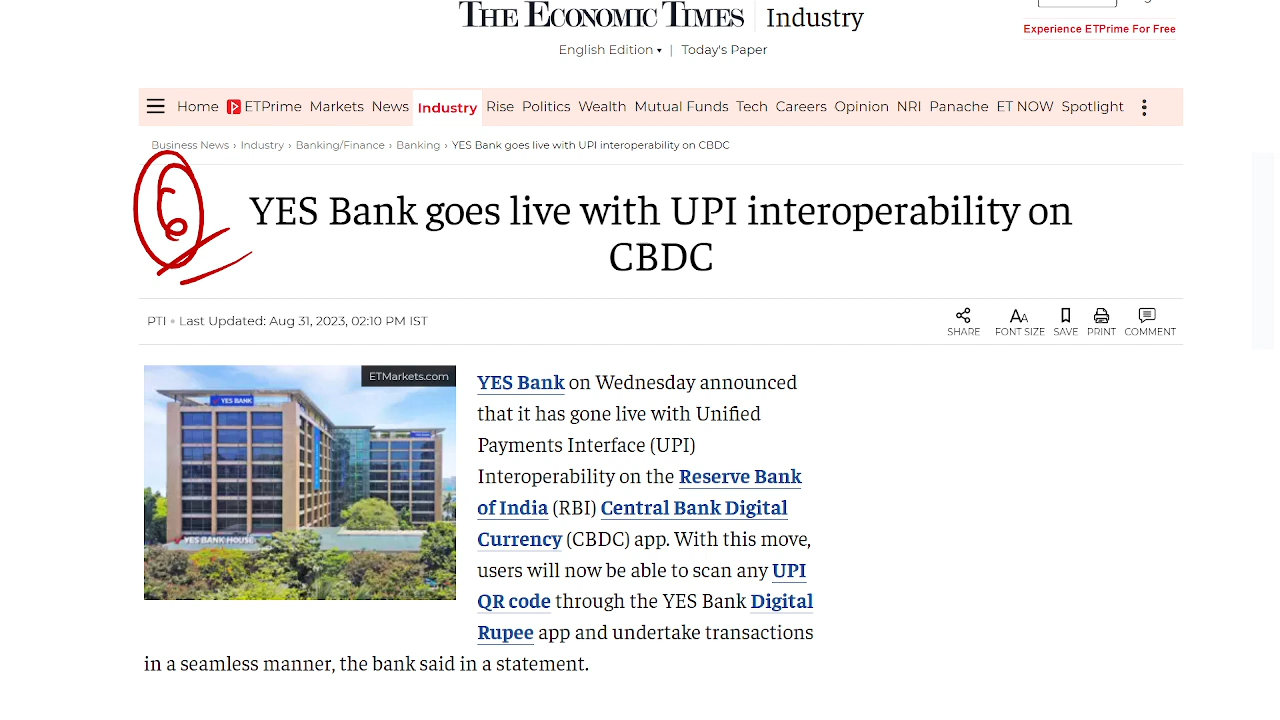 THE ECONOMIC TIMES Industry
Experience ETPrime For Free
English Edition | Today's Paper
Home ETPrime Markets News Industry Rise Politics Wealth Mutual Funds Tech Careers Opinion NRI Panache ET NOW Spotlight
Business News › Industry › Banking/Finance › Banking › YES Bank goes live with UPI interoperability on CBDC
6
YES Bank goes live with UPI interoperability on
CBDC
PTI • Last Updated: Aug 31, 2023, 02:10 PM IST
SHARE FONT SIZE SAVE PRINT COMMENT
ETMarkets.com
YES BANK
YES BANK HOUSE
YES Bank on Wednesday announced
that it has gone live with Unified
Payments Interface (UPI)
Interoperability on the Reserve Bank
of India (RBI) Central Bank Digital
Currency (CBDC) app. With this move,
users will now be able to scan any UPI
QR code through the YES Bank Digital
Rupee app and undertake transactions
in a seamless manner, the bank said in a statement.